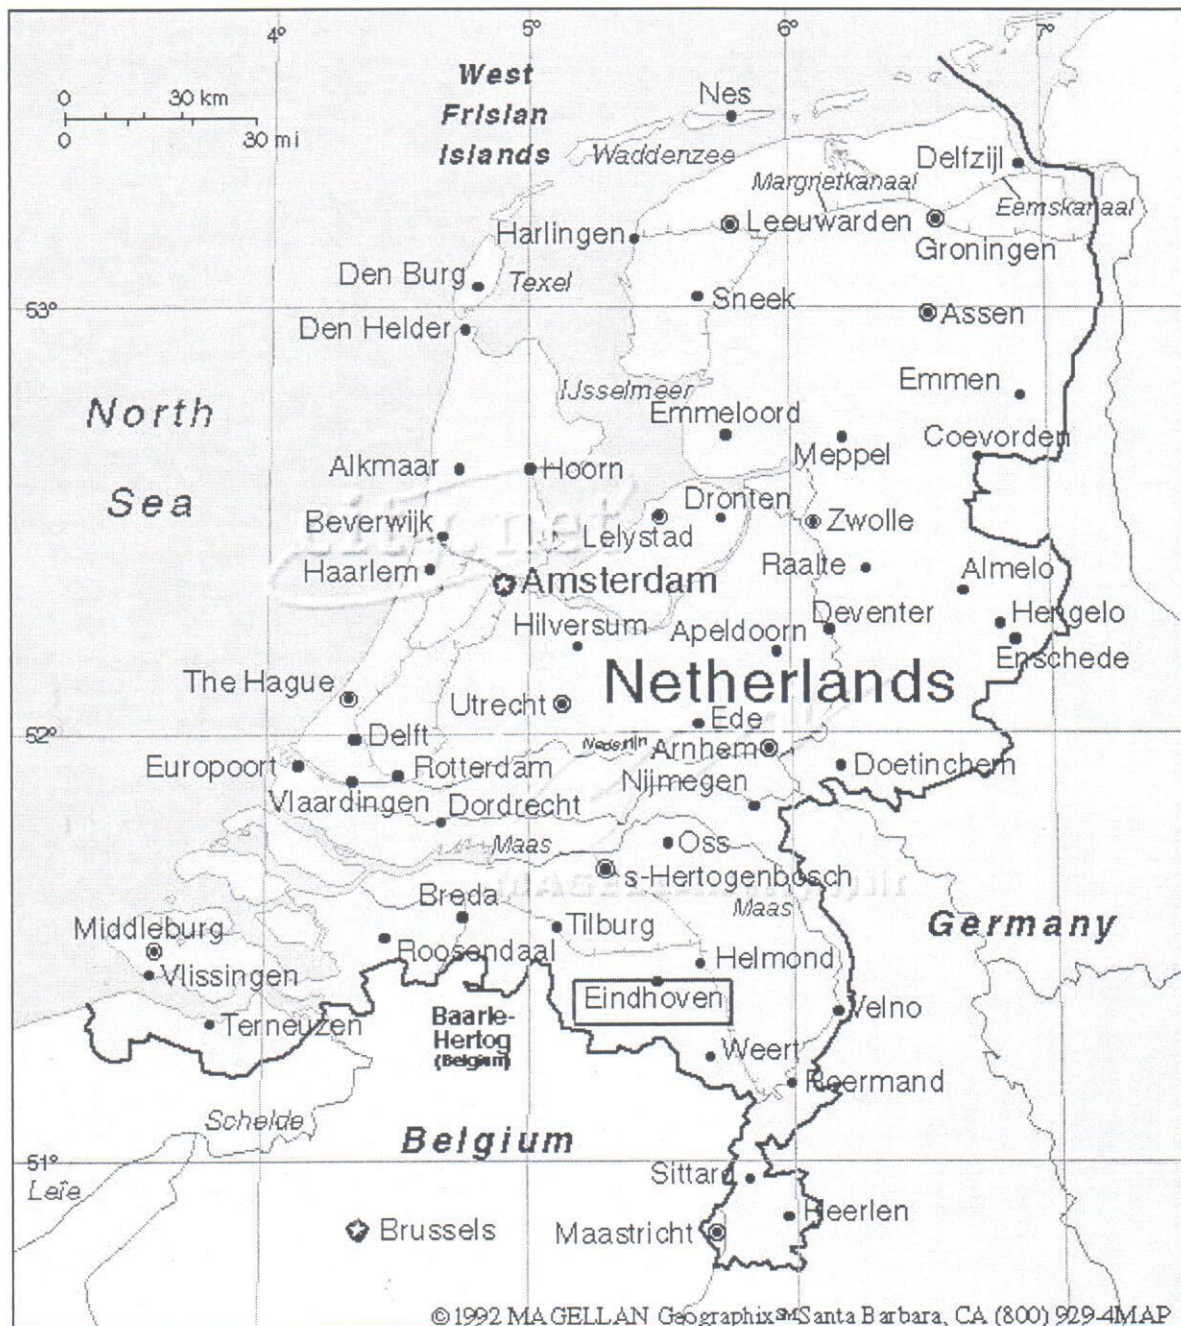 4°
5°
6°
7°
0 30 km
0 30 mi
West
Frisian
Islands
Nes
Waddenzee
Delfzijl
Margrietkanaal
Eemskanaal
Harlingen
Leeuwarden
Groningen
Den Burg
Texel
Sneek
53°
Assen
Den Helder
IJsselmeer
Emmen
North
Sea
Emmeloord
Coevorden
Meppel
Alkmaar
Hoorn
Dronten
Beverwijk
Lelystad
Zwolle
Haarlem
Amsterdam
Raalte
Almelo
Hilversum
Apeldoorn
Deventer
Hengelo
Enschede
The Hague
Netherlands
Utrecht
Ede
52°
Delft
Nederrijn
Arnhem
Europoort
Rotterdam
Nijmegen
Doetinchem
Vlaardingen
Dordrecht
Maas
Oss
's-Hertogenbosch
Breda
Maas
Germany
Middleburg
Tilburg
Roosendaal
Helmond
Vlissingen
Eindhoven
Velno
Terneuzen
Baarle-
Hertog
(Belgium)
Weert
Roermand
Schelde
Belgium
51°
Sittard
Leîe
Heerlen
Brussels
Maastricht
©1992 MAGELLAN Geographix℠Santa Barbara, CA (800) 929-4MAP